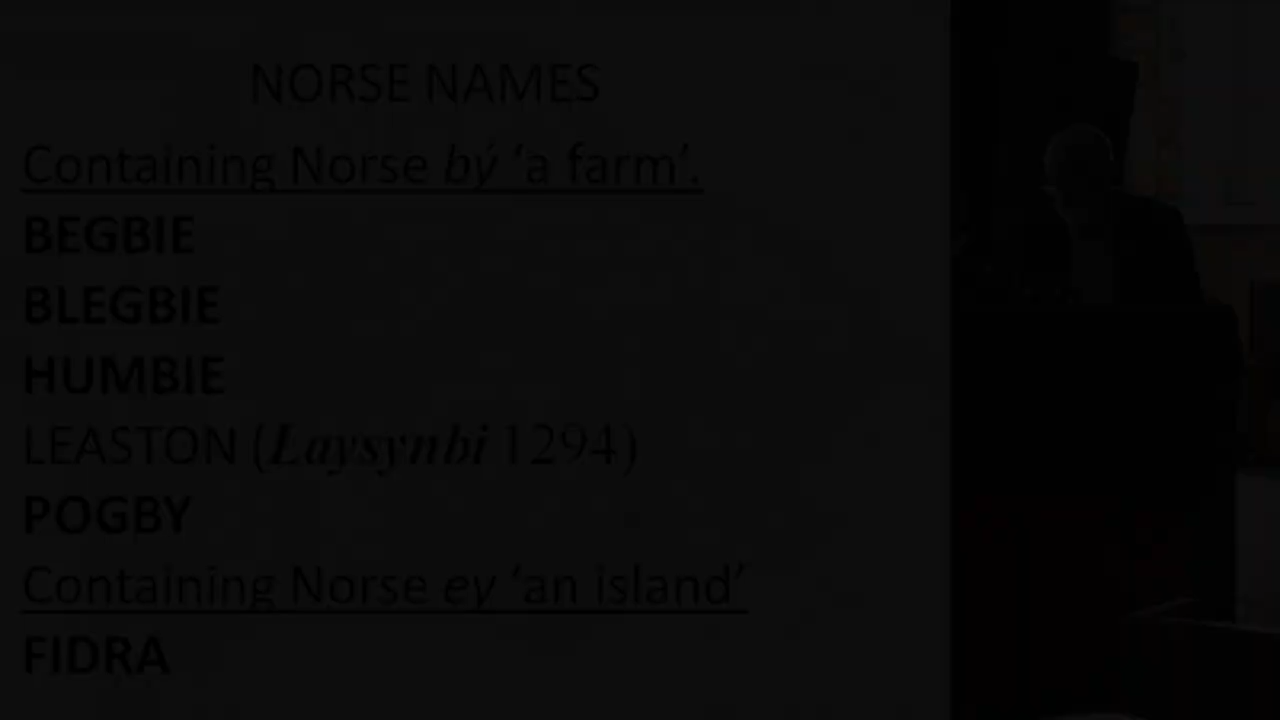 NORSE NAMES
Containing Norse bý ‘a farm’.
BEGBIE
BLEGBIE
HUMBIE
LEASTON (Laysynbi 1294)
POGBY
Containing Norse ey ‘an island’
FIDRA